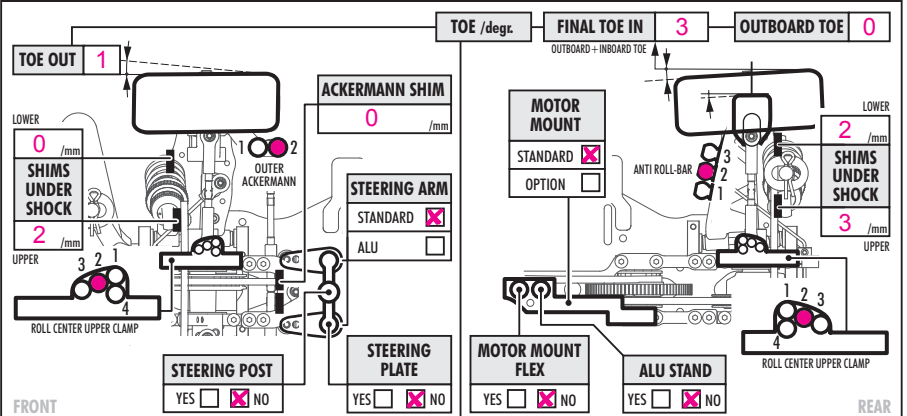 TOE /degr.
FINAL TOE IN 3
OUTBOARD TOE 0
OUTBOARD + INBOARD TOE
TOE OUT 1
ACKERMANN SHIM
0 /mm
LOWER
0 /mm
SHIMS
UNDER
SHOCK
2 /mm
UPPER
1 2
OUTER
ACKERMANN
STEERING ARM
STANDARD
ALU
3 2 1
4
ROLL CENTER UPPER CLAMP
STEERING POST
YES NO
STEERING
PLATE
YES NO
FRONT
MOTOR
MOUNT
STANDARD
OPTION
ANTI ROLL-BAR
3
2
1
LOWER
2 /mm
SHIMS
UNDER
SHOCK
3 /mm
UPPER
1 2 3
4
ROLL CENTER UPPER CLAMP
MOTOR MOUNT
FLEX
YES NO
ALU STAND
YES NO
REAR